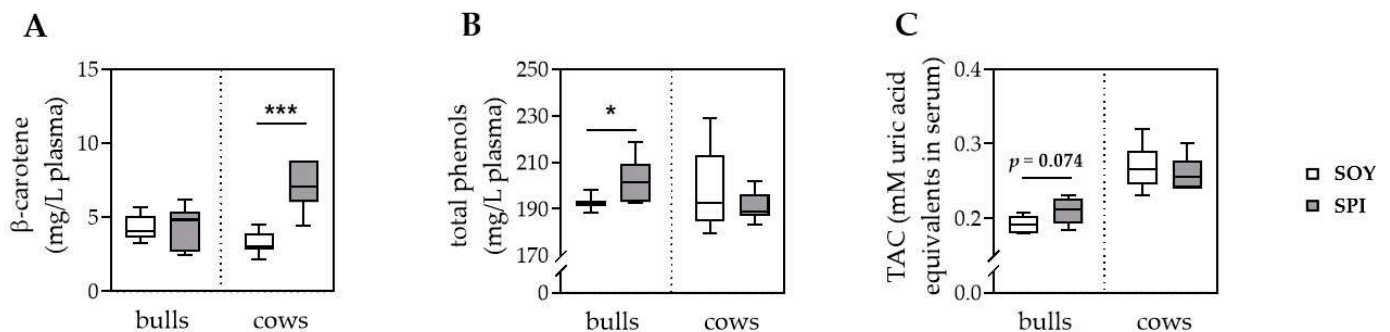 A
β-carotene
(mg/L plasma)
15
10
5
0
***
bulls
cows
B
total phenols
(mg/L plasma)
250
230
210
190
170
0
*
bulls
cows
C
TAC (mM uric acid
equivalents in serum)
0.4
0.3
0.2
0.0
p = 0.074
bulls
cows
SOY
SPI